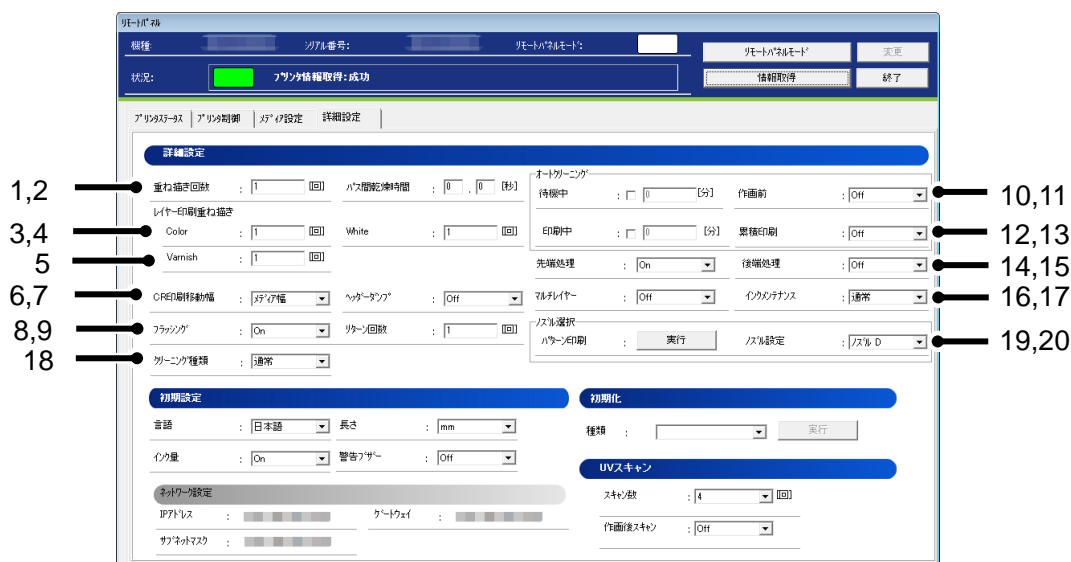 ﾘﾓｰﾄﾊﾟﾈﾙ
機種: ｼﾘｱﾙ番号: ﾘﾓｰﾄﾊﾟﾈﾙﾓｰﾄﾞ: ﾘﾓｰﾄﾊﾟﾈﾙﾓｰﾄﾞ 変更
状況: ﾌﾟﾘﾝﾀ情報取得:成功 情報取得 終了
ﾌﾟﾘﾝﾀｽﾃｰﾀｽ ﾌﾟﾘﾝﾀ制御 ﾒﾃﾞｨｱ設定 詳細設定
詳細設定
ｵｰﾄｸﾘｰﾆﾝｸﾞ
1,2 重ね描き回数 : 1 [回] ﾊﾟｽ間乾燥時間 : 0 . 0 [秒] 待機中 : 0 [分] 作画前 : Off 10,11
ﾚｲﾔｰ印刷重ね描き
3,4 Color : 1 [回] White : 1 [回] 印刷中 : 0 [分] 累積印刷 : Off 12,13
5 Varnish : 1 [回] 先端処理 : On 後端処理 : Off 14,15
6,7 CR印刷移動幅 : ﾒﾃﾞｨｱ幅 ﾍｯﾀﾞｰﾀﾞﾝﾌﾟ : Off ﾏﾙﾁﾚｲﾔｰ : Off ｲﾝｸﾒﾝﾃﾅﾝｽ : 通常 16,17
ﾉｽﾞﾙ選択
8,9 ﾌﾗｯｼﾝｸﾞ : On ﾘﾀｰﾝ回数 : 1 [回] ﾊﾟﾀｰﾝ印刷 : 実行 ﾉｽﾞﾙ設定 : ﾉｽﾞﾙ D 19,20
18 ｸﾘｰﾆﾝｸﾞ種類 : 通常
初期設定 初期化
言語 : 日本語 長さ : mm 種類 : 実行
ｲﾝｸ量 : On 警告ﾌﾞｻﾞｰ : Off
UVスキャン
ﾈｯﾄﾜｰｸ設定 ｽｷｬﾝ数 : 4 [回]
IPｱﾄﾞﾚｽ : ｹﾞｰﾄｳｪｲ :
作画後ｽｷｬﾝ : Off
ｻﾌﾞﾈｯﾄﾏｽｸ :